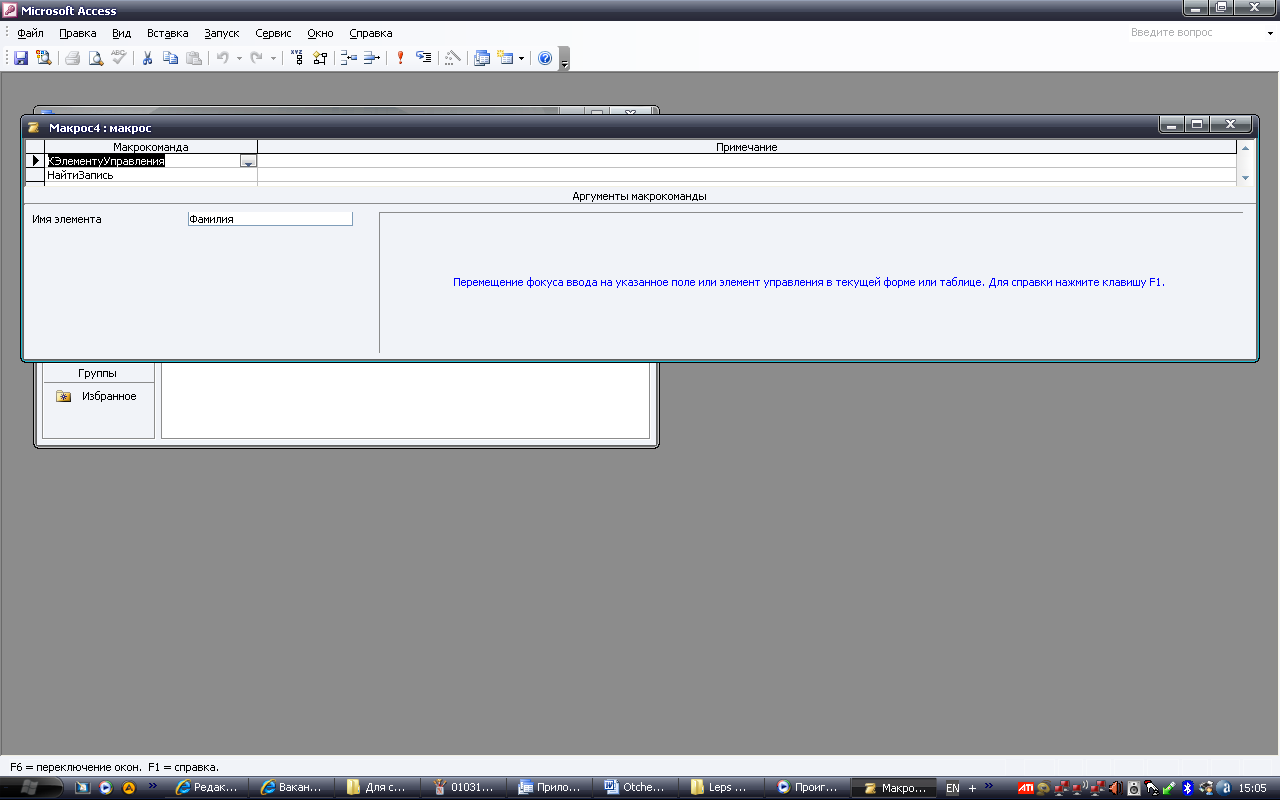 Microsoft Access
Файл Правка Вид Вставка Запуск Сервис Окно Справка Введите вопрос
Макрос4 : макрос
Макрокоманда Примечание
КЭлементуУправления
НайтиЗапись
Аргументы макрокоманды
Имя элемента Фамилия
Перемещение фокуса ввода на указанное поле или элемент управления в текущей форме или таблице. Для справки нажмите клавишу F1.
Группы
Избранное
F6 = переключение окон. F1 = справка.
Редак... Вакан... Для с... 01031... Прило... Otche... Leps ... Проиг... Макро... EN 15:05